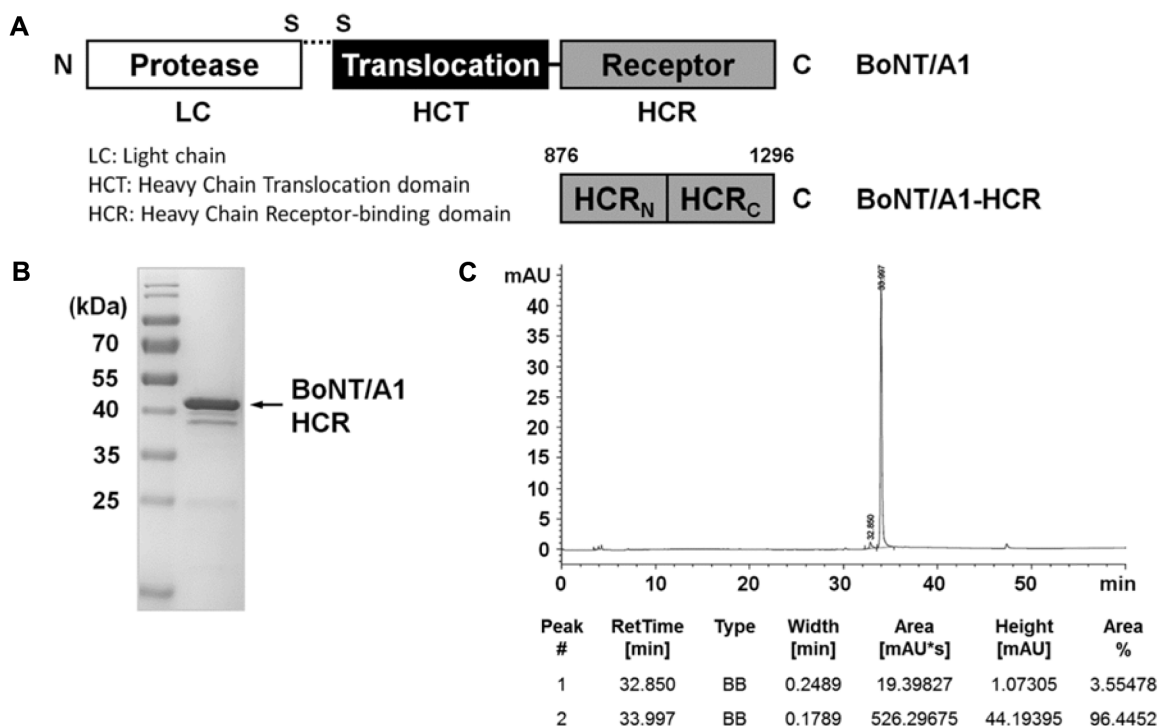 A
S S
N Protease Translocation Receptor C BoNT/A1
LC HCT HCR
LC: Light chain
HCT: Heavy Chain Translocation domain
HCR: Heavy Chain Receptor-binding domain
876 1296
HCRN HCRC C BoNT/A1-HCR
B
(kDa)
70
55
40
35
25
BoNT/A1
HCR
C
mAU
40
35
30
25
20
15
10
5
0
33.997
32.850
0 10 20 30 40 50 min
Peak RetTime Type Width Area Height Area
# [min] [min] [mAU*s] [mAU] %
1 32.850 BB 0.2489 19.39827 1.07305 3.55478
2 33.997 BB 0.1789 526.29675 44.19395 96.4452